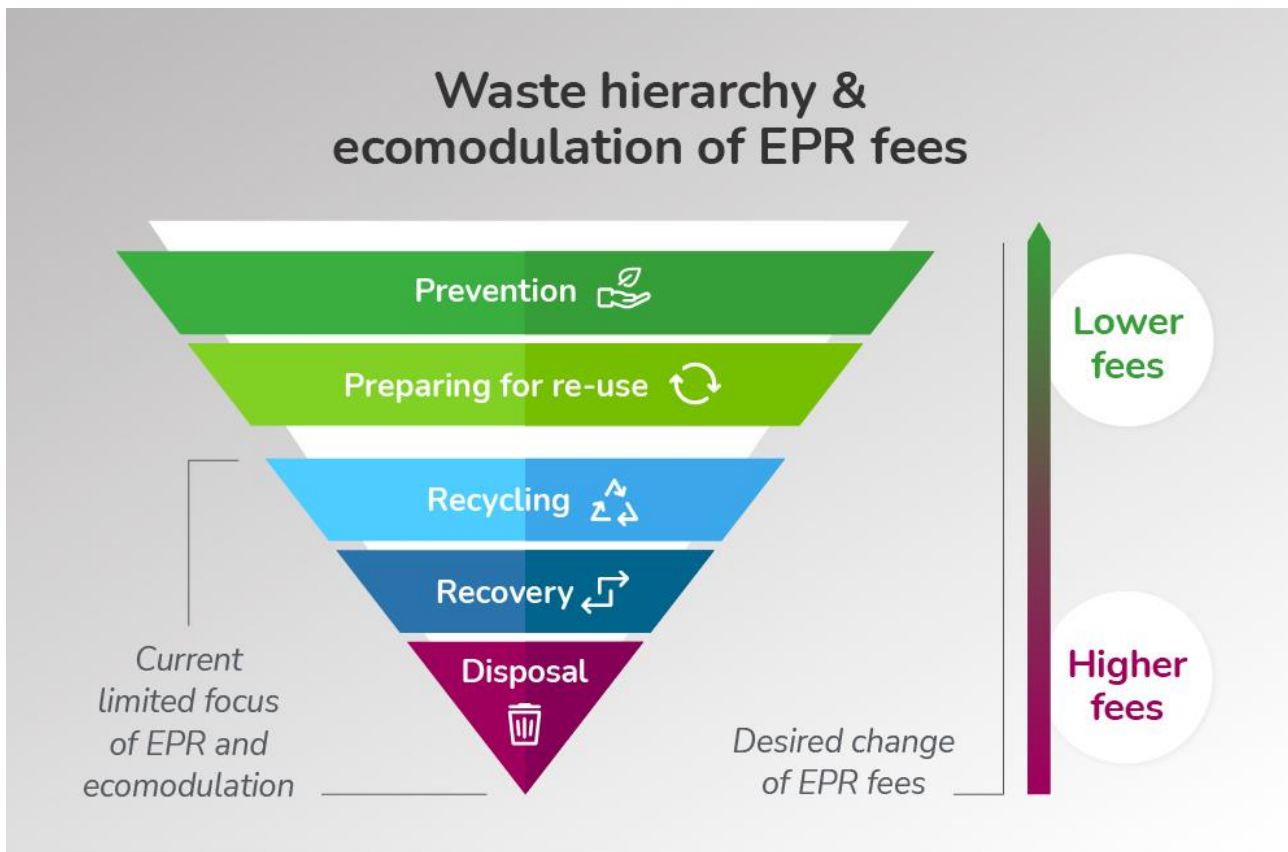 Waste hierarchy &
ecomodulation of EPR fees
Prevention
Preparing for re-use
Recycling
Recovery
Disposal
Current
limited focus
of EPR and
ecomodulation
Desired change
of EPR fees
Lower
fees
Higher
fees